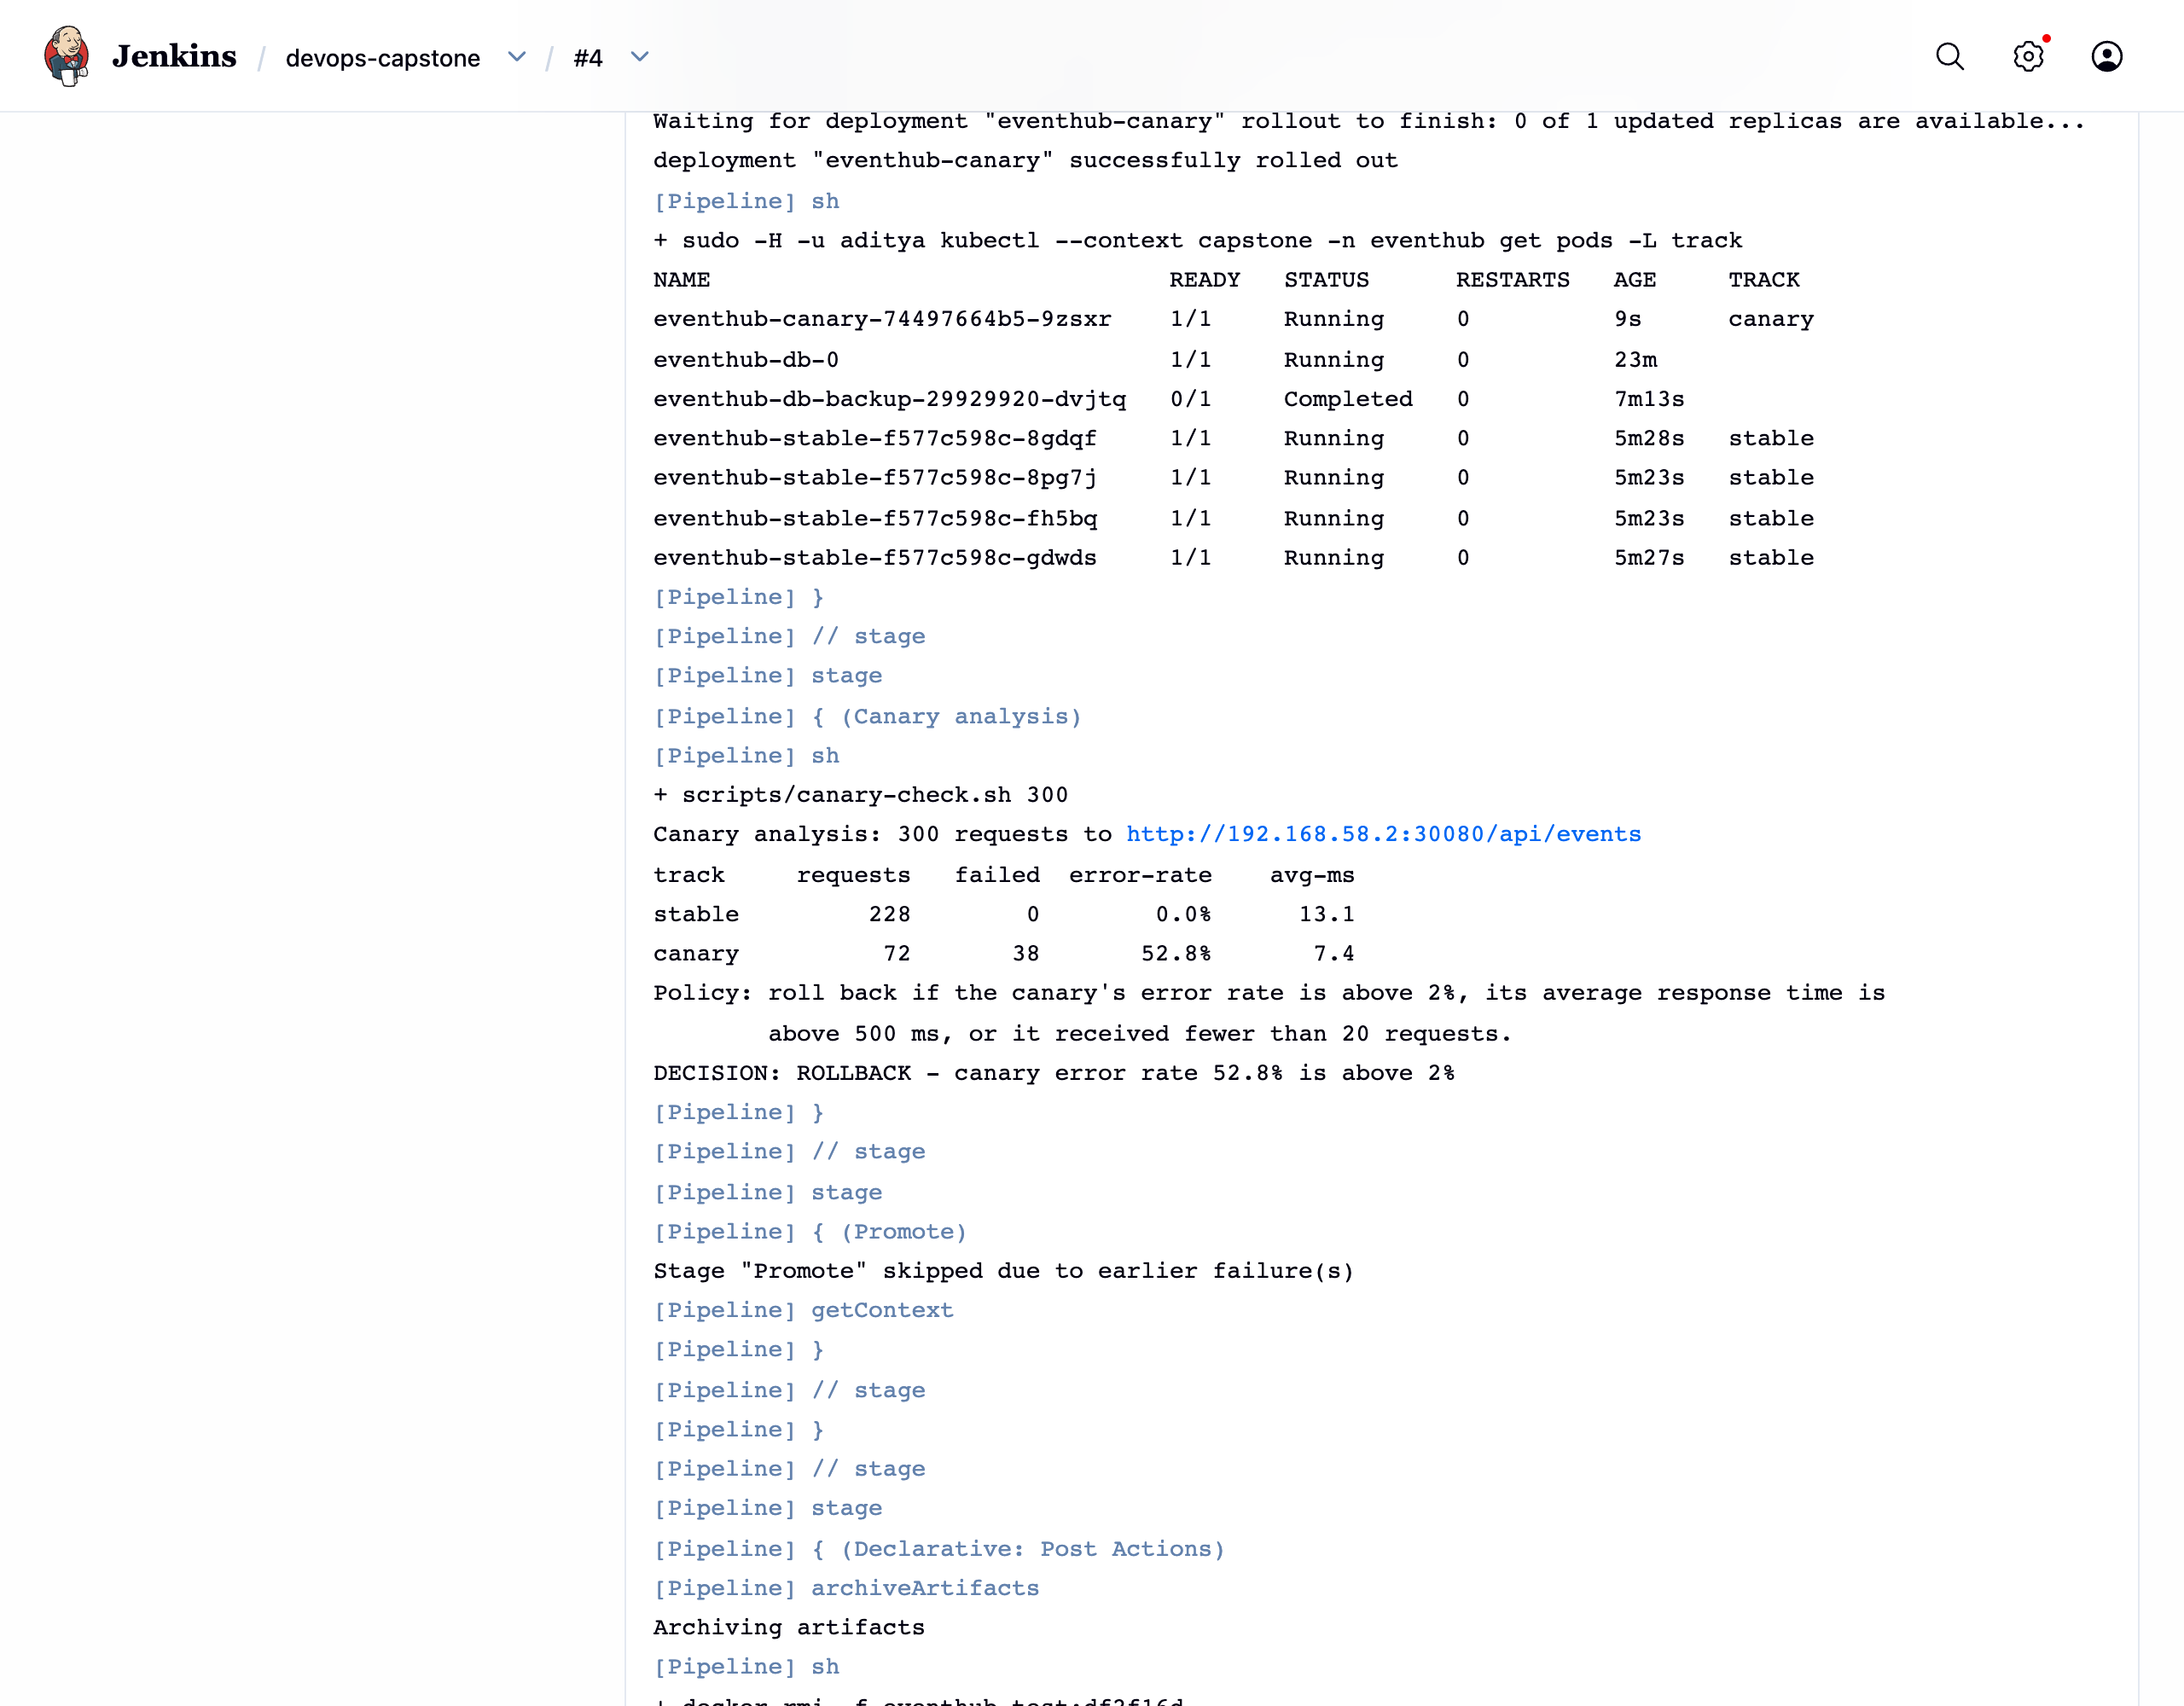 Jenkins / devops-capstone / #4
Waiting for deployment "eventhub-canary" rollout to finish: 0 of 1 updated replicas are available...
deployment "eventhub-canary" successfully rolled out
[Pipeline] sh
+ sudo -H -u aditya kubectl --context capstone -n eventhub get pods -L track
NAME READY STATUS RESTARTS AGE TRACK
eventhub-canary-74497664b5-9zsxr 1/1 Running 0 9s canary
eventhub-db-0 1/1 Running 0 23m
eventhub-db-backup-29929920-dvjtq 0/1 Completed 0 7m13s
eventhub-stable-f577c598c-8gdqf 1/1 Running 0 5m28s stable
eventhub-stable-f577c598c-8pg7j 1/1 Running 0 5m23s stable
eventhub-stable-f577c598c-fh5bq 1/1 Running 0 5m23s stable
eventhub-stable-f577c598c-gdwds 1/1 Running 0 5m27s stable
[Pipeline] }
[Pipeline] // stage
[Pipeline] stage
[Pipeline] { (Canary analysis)
[Pipeline] sh
+ scripts/canary-check.sh 300
Canary analysis: 300 requests to http://192.168.58.2:30080/api/events
track requests failed error-rate avg-ms
stable 228 0 0.0% 13.1
canary 72 38 52.8% 7.4
Policy: roll back if the canary's error rate is above 2%, its average response time is
above 500 ms, or it received fewer than 20 requests.
DECISION: ROLLBACK - canary error rate 52.8% is above 2%
[Pipeline] }
[Pipeline] // stage
[Pipeline] stage
[Pipeline] { (Promote)
Stage "Promote" skipped due to earlier failure(s)
[Pipeline] getContext
[Pipeline] }
[Pipeline] // stage
[Pipeline] }
[Pipeline] // stage
[Pipeline] stage
[Pipeline] { (Declarative: Post Actions)
[Pipeline] archiveArtifacts
Archiving artifacts
[Pipeline] sh
+ docker rmi -f eventhub-test:df2f16d